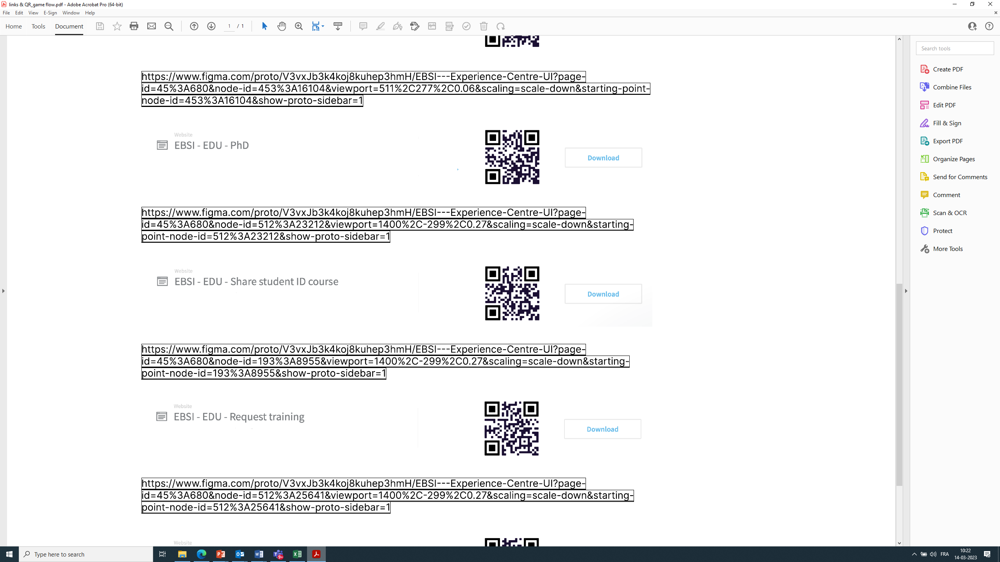 links & QR_game flow.pdf - Adobe Acrobat Pro (64-bit)
File Edit View E-Sign Window Help
Home Tools Document 1 / 1
Search tools
Create PDF
Combine Files
Edit PDF
Fill & Sign
Export PDF
Organize Pages
Send for Comments
Comment
Scan & OCR
Protect
More Tools
https://www.figma.com/proto/V3vxJb3k4koj8kuhep3hmH/EBSI---Experience-Centre-UI?page-
id=45%3A680&node-id=453%3A16104&viewport=511%2C277%2C0.06&scaling=scale-down&starting-point-
node-id=453%3A16104&show-proto-sidebar=1
Website
EBSI - EDU - PhD
Download
https://www.figma.com/proto/V3vxJb3k4koj8kuhep3hmH/EBSI---Experience-Centre-UI?page-
id=45%3A680&node-id=512%3A23212&viewport=1400%2C-299%2C0.27&scaling=scale-down&starting-
point-node-id=512%3A23212&show-proto-sidebar=1
Website
EBSI - EDU - Share student ID course
Download
https://www.figma.com/proto/V3vxJb3k4koj8kuhep3hmH/EBSI---Experience-Centre-UI?page-
id=45%3A680&node-id=193%3A8955&viewport=1400%2C-299%2C0.27&scaling=scale-down&starting-
point-node-id=193%3A8955&show-proto-sidebar=1
Website
EBSI - EDU - Request training
Download
https://www.figma.com/proto/V3vxJb3k4koj8kuhep3hmH/EBSI---Experience-Centre-UI?page-
id=45%3A680&node-id=512%3A25641&viewport=1400%2C-299%2C0.27&scaling=scale-down&starting-
point-node-id=512%3A25641&show-proto-sidebar=1
Website
Type here to search
9+
FRA
10:22
14-03-2023